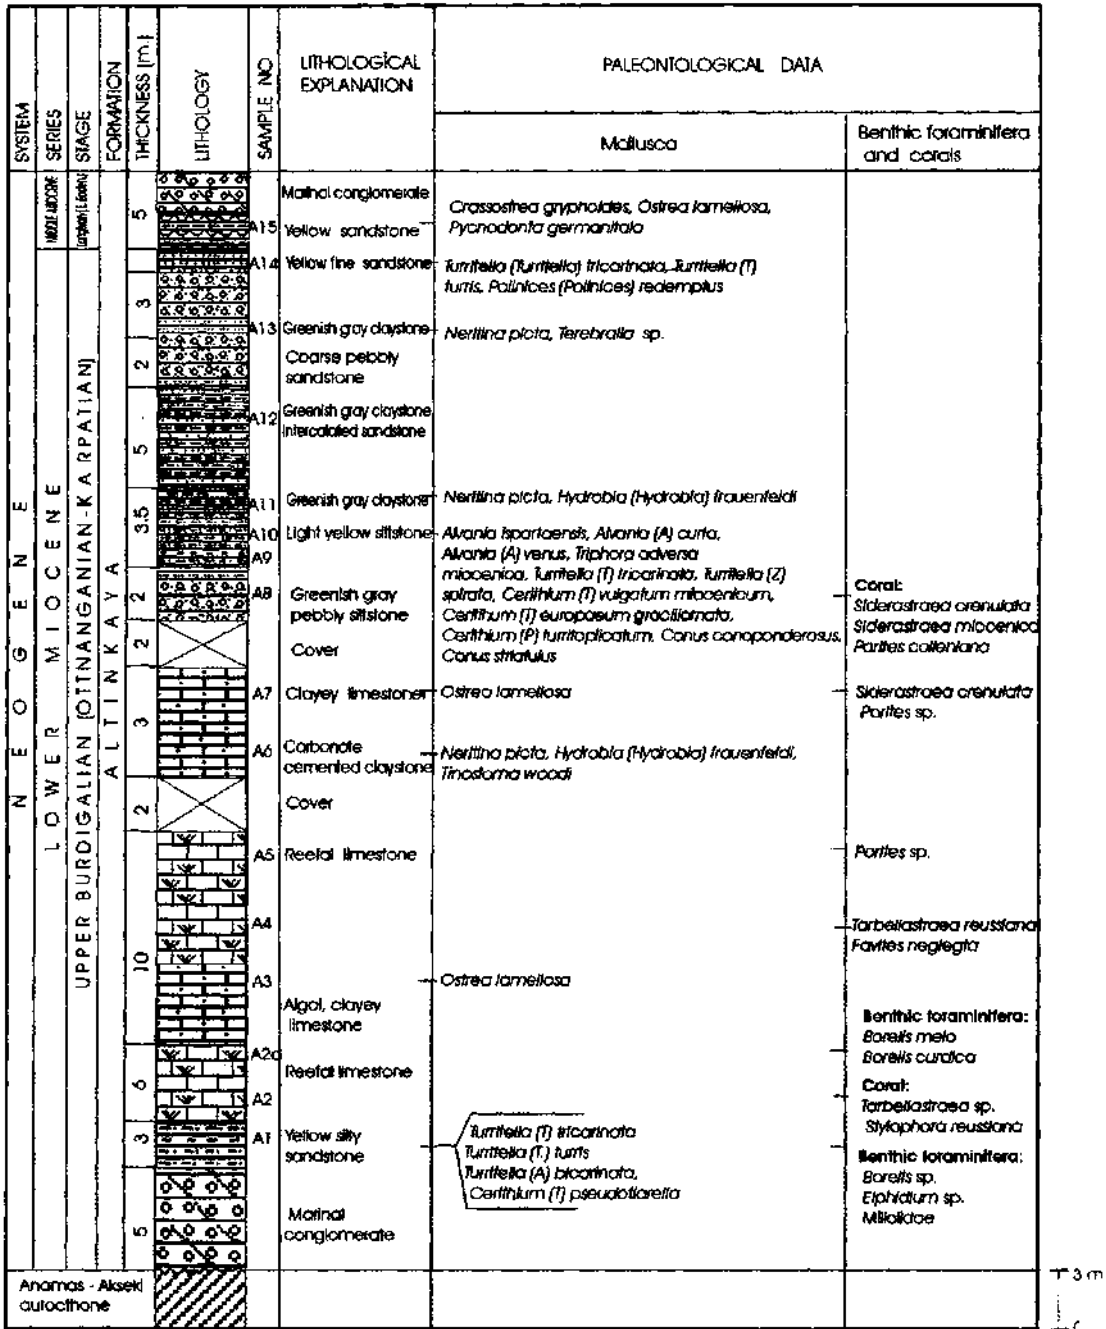 SYSTEM
SERIES
STAGE
FORMATION
THICKNESS (m.)
LITHOLOGY
SAMPLE NO
LITHOLOGICAL
EXPLANATION
PALEONTOLOGICAL DATA
Mollusca
Benthic foraminifera
and corals
NEOGENE
MIDDLE MIOCENE
LOWER MIOCENE
UPPER BURDIGALIAN (OTTNANGANIAN-KARPATIAN)
ALTINKAYA
5
Marinal conglomerate
A15 Yellow sandstone
Crassostrea gryphoides, Ostrea lamellosa,
Pycnodonta germanitala
A14 Yellow fine sandstone
Turritella (Turritella) tricarinata, Turritella (T)
turris, Polinices (Polinices) redemptus
3
A13 Greenish gray claystone
Neritina picta, Terebralia sp.
2
Coarse pebbly
sandstone
5
A12 Greenish gray claystone
intercalated sandstone
3.5
A11 Greenish gray claystone
Neritina picta, Hydrobia (Hydrobia) frauenfeldi
A10 Light yellow siltstone
A9
Alvania ispartaensis, Alvania (A) curta,
Alvania (A) venus, Triphora adversa
miocenica, Turritella (T) tricarinata, Turritella (Z)
spirata, Cerithium (T) vulgatum miocenicum,
Cerithium (T) europaeum graciliornata,
Cerithium (P) turritoplicatum, Conus conoponderosus,
Conus striatulus
2
A8 Greenish gray
pebbly siltstone
Coral:
Siderastraea crenulata
Siderastraea miocenica
Porites colleniana
2
Cover
3
A7 Clayey limestone
Ostrea lamellosa
Siderastraea crenulata
Porites sp.
A6 Carbonate
cemented claystone
Neritina picta, Hydrobia (Hydrobia) frauenfeldi,
Tinostoma woodi
2
Cover
10
A5 Reefal limestone
Porites sp.
A4
Tarbellastraea reussiana
Favites neglegta
A3
Ostrea lamellosa
Algal, clayey
limestone
Benthic foraminifera:
Borelis melo
Borelis curdica
6
A2a
Reefal limestone
A2
Coral:
Tarbellastraea sp.
Stylophora reussiana
3
A1 Yellow silty
sandstone
Turritella (T) tricarinata
Turritella (T.) turris
Turritella (A) bicarinata,
Cerithium (T) pseudotiarella
Benthic foraminifera:
Borelis sp.
Elphidium sp.
Miliolidae
5
Marinal
conglomerate
Anamas - Akseki
autocthone
3 m